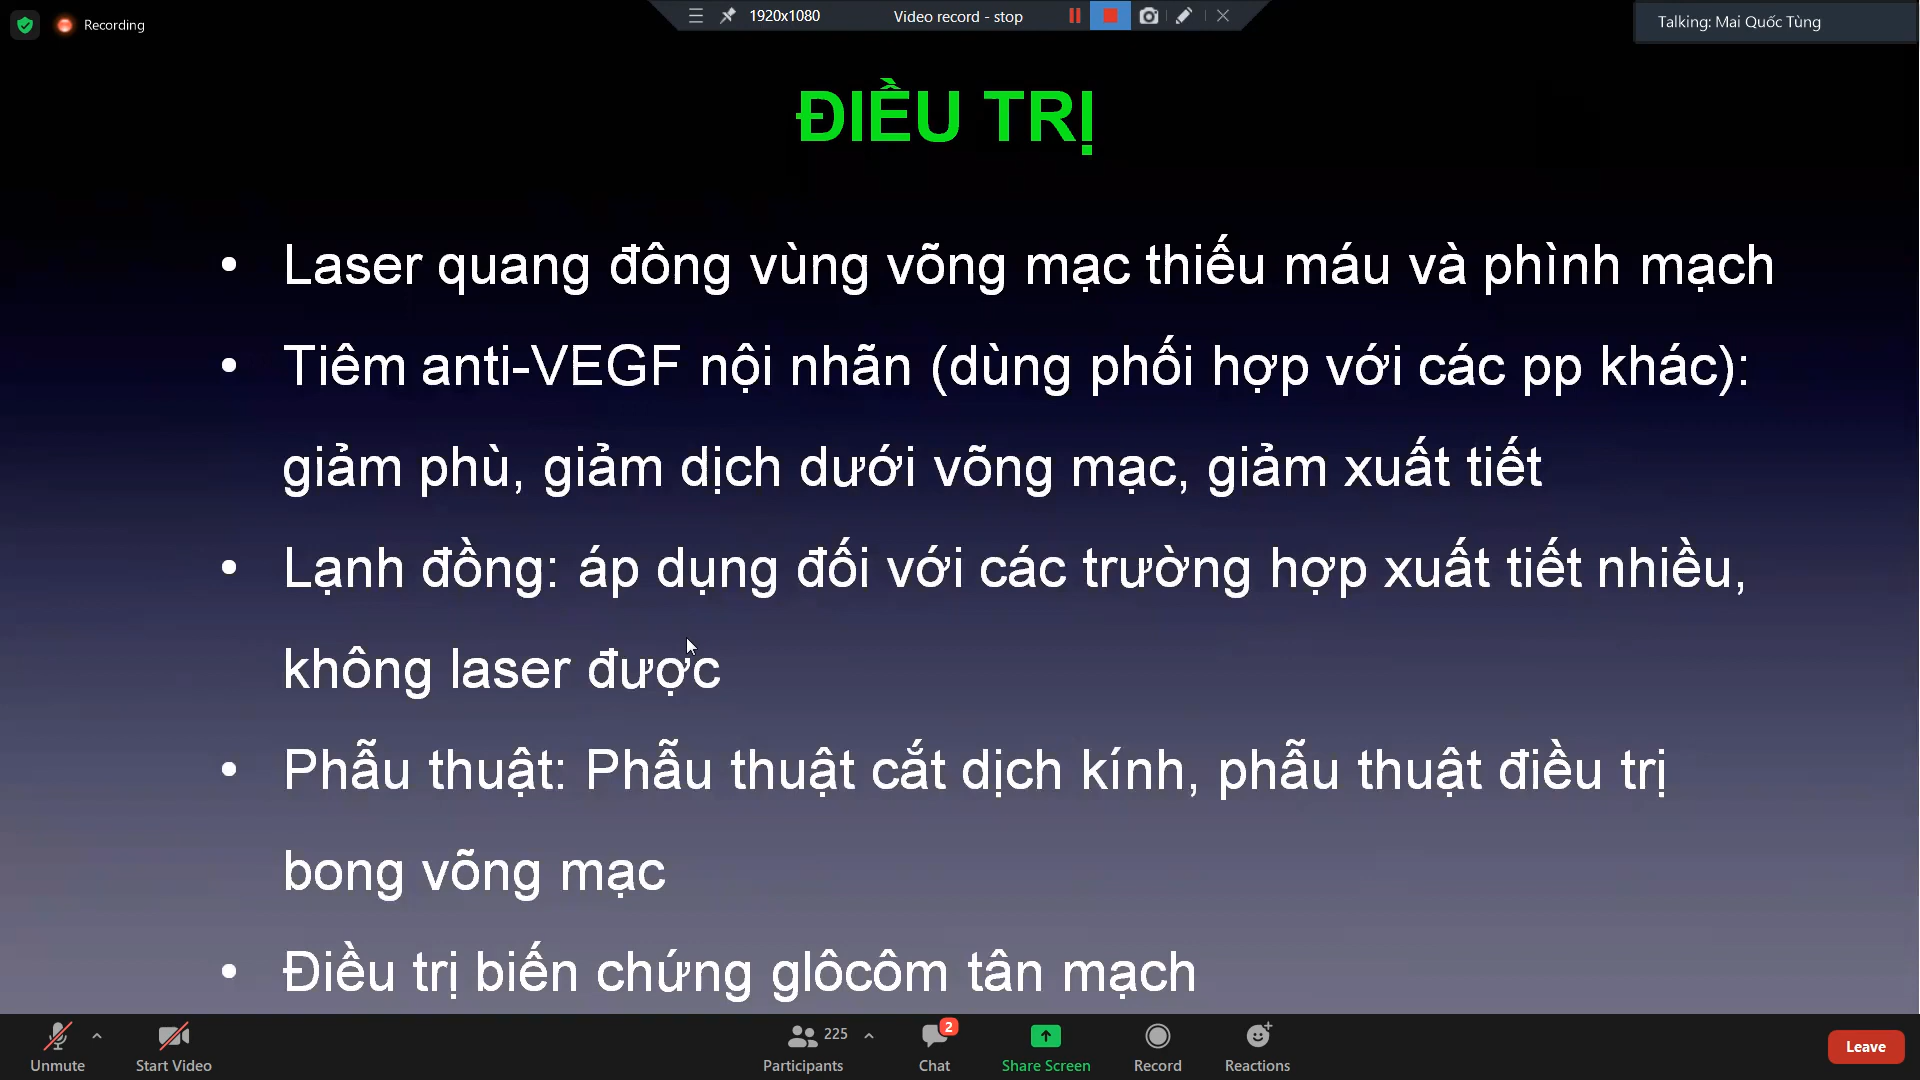 Recording
1920x1080
Video record - stop
Talking: Mai Quốc Tùng
ĐIỀU TRỊ
• Laser quang đông vùng võng mạc thiếu máu và phình mạch
• Tiêm anti-VEGF nội nhãn (dùng phối hợp với các pp khác):
giảm phù, giảm dịch dưới võng mạc, giảm xuất tiết
• Lạnh đồng: áp dụng đối với các trường hợp xuất tiết nhiều,
không laser được
• Phẫu thuật: Phẫu thuật cắt dịch kính, phẫu thuật điều trị
bong võng mạc
• Điều trị biến chứng glôcôm tân mạch
Unmute
Start Video
225
Participants
2
Chat
Share Screen
Record
Reactions
Leave